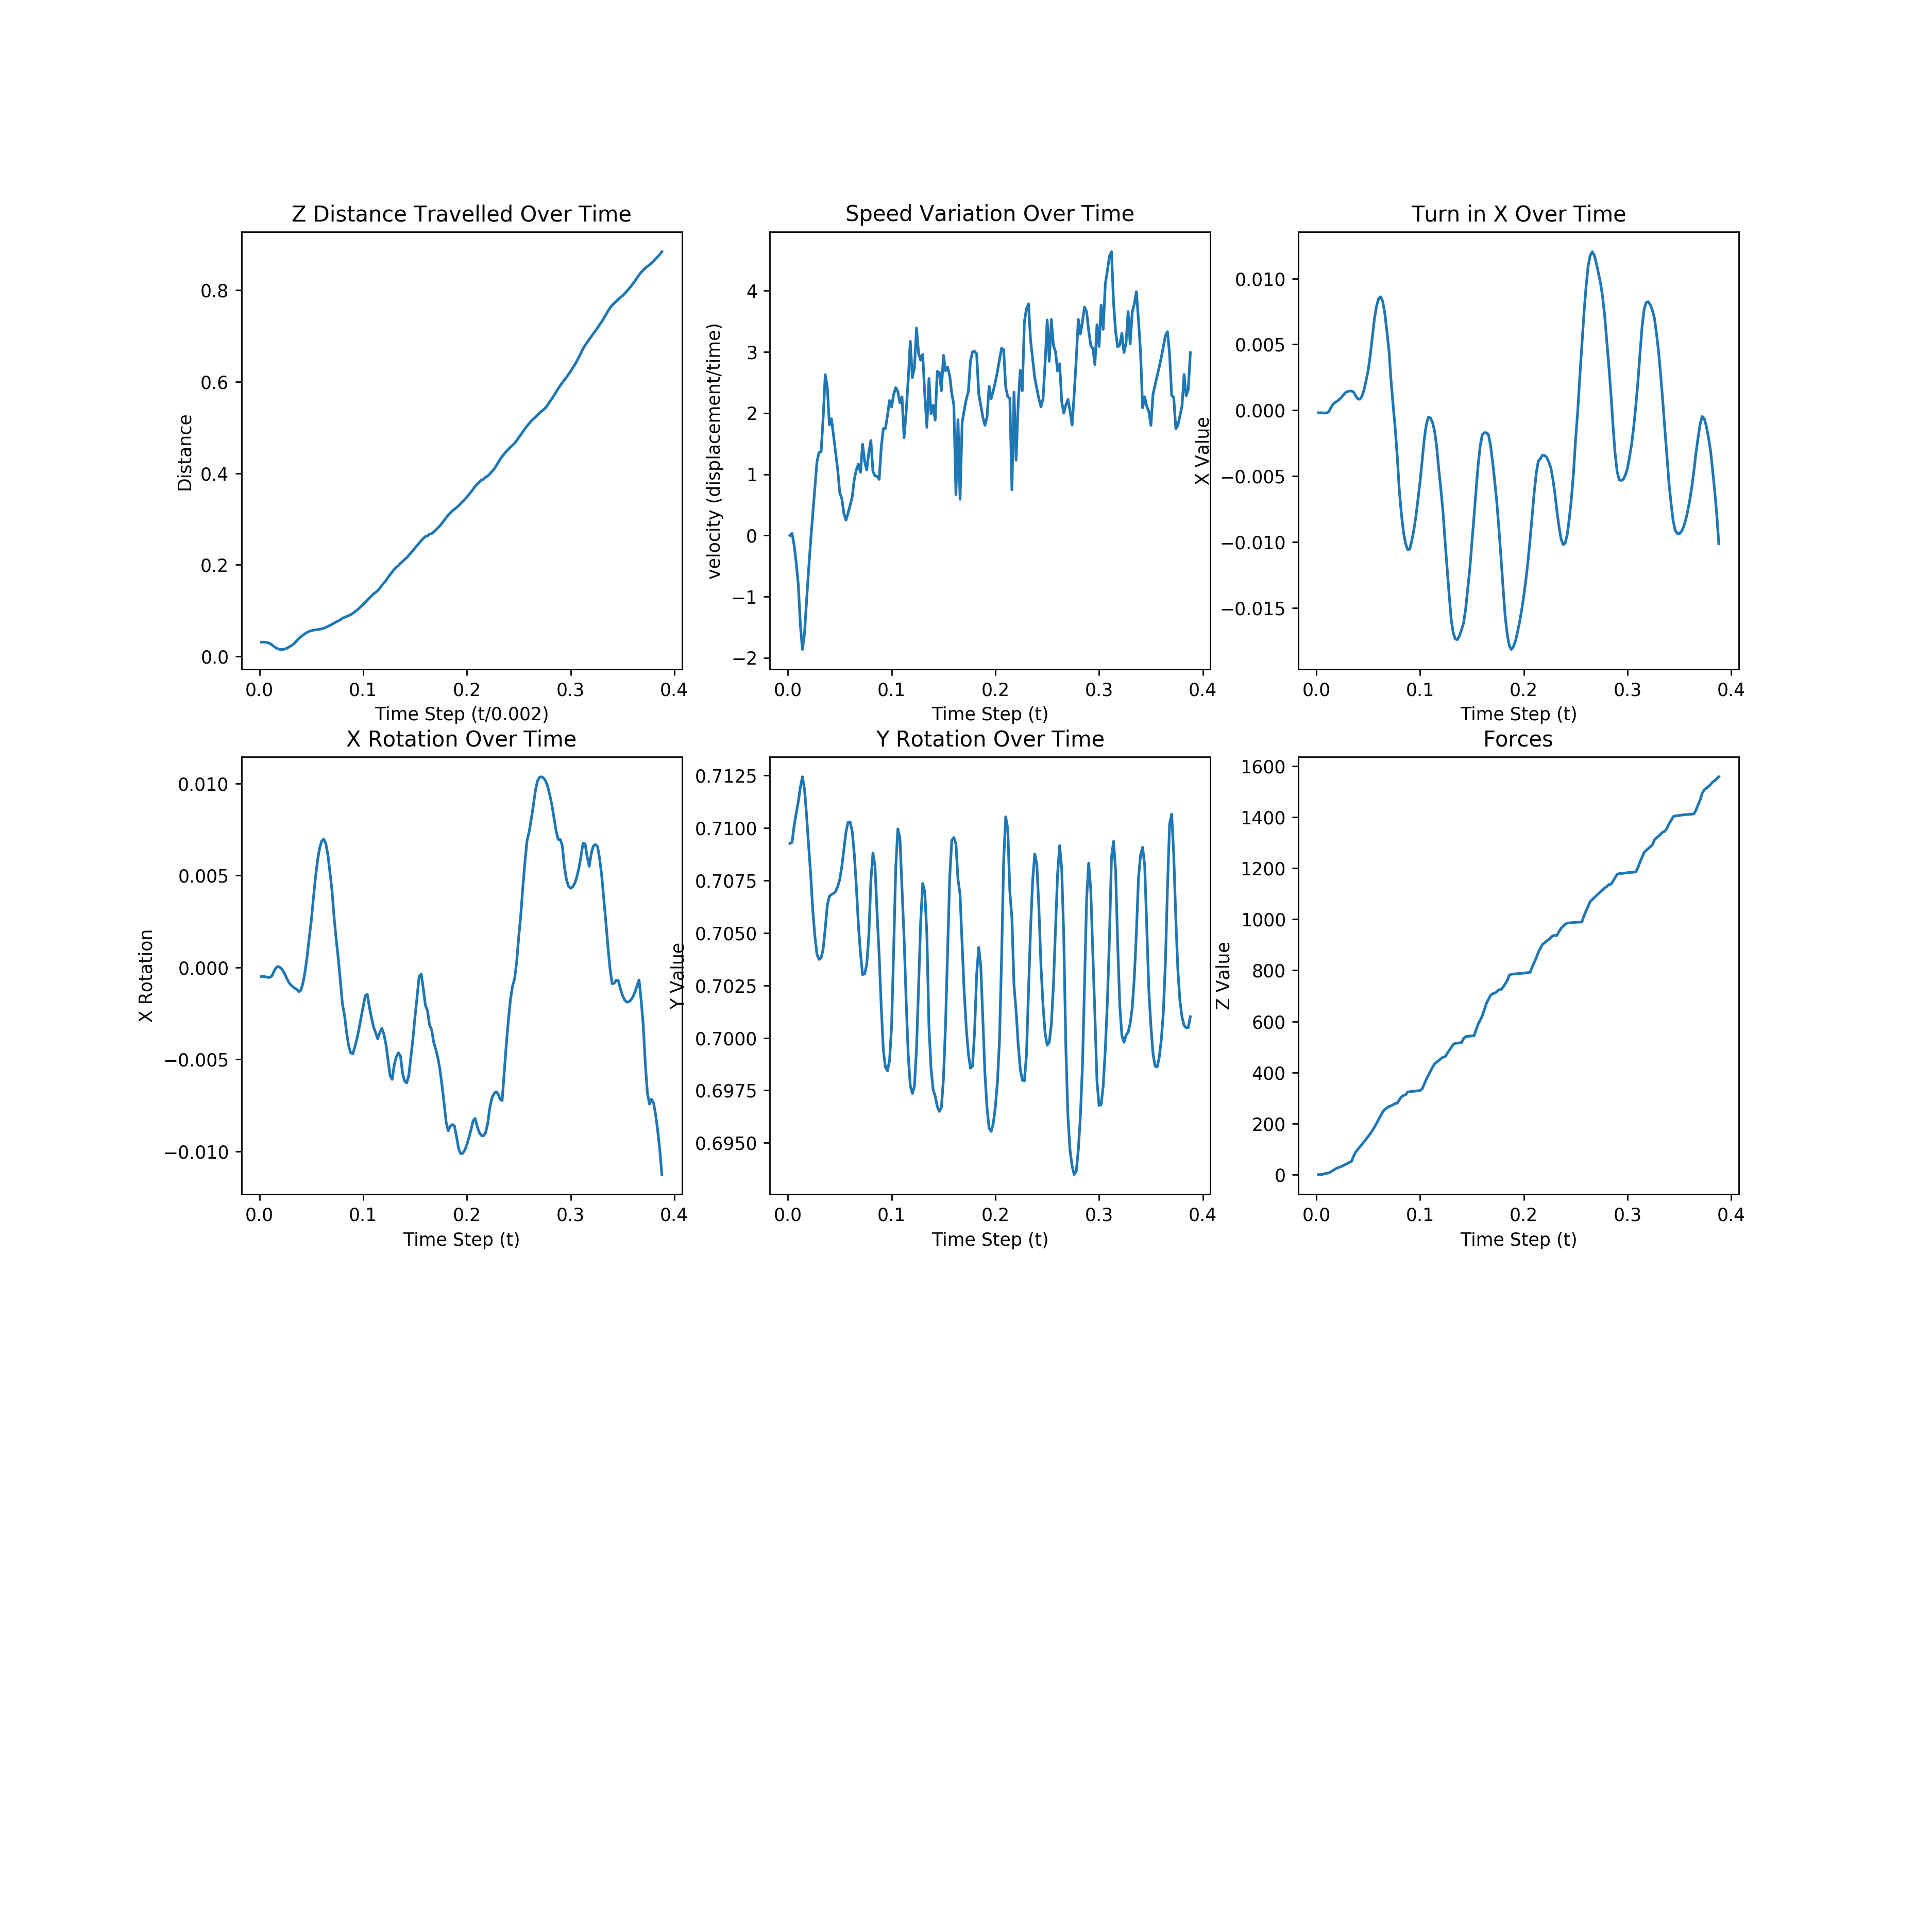 Z Distance Travelled Over Time
Distance
0.8
0.6
0.4
0.2
0.0
0.0 0.1 0.2 0.3 0.4
Time Step (t/0.002)
Speed Variation Over Time
velocity (displacement/time)
4
3
2
1
0
−1
−2
0.0 0.1 0.2 0.3 0.4
Time Step (t)
Turn in X Over Time
X Value
0.010
0.005
0.000
−0.005
−0.010
−0.015
0.0 0.1 0.2 0.3 0.4
Time Step (t)
X Rotation Over Time
X Rotation
0.010
0.005
0.000
−0.005
−0.010
0.0 0.1 0.2 0.3 0.4
Time Step (t)
Y Rotation Over Time
Y Value
0.7125
0.7100
0.7075
0.7050
0.7025
0.7000
0.6975
0.6950
0.0 0.1 0.2 0.3 0.4
Time Step (t)
Forces
Z Value
1600
1400
1200
1000
800
600
400
200
0
0.0 0.1 0.2 0.3 0.4
Time Step (t)